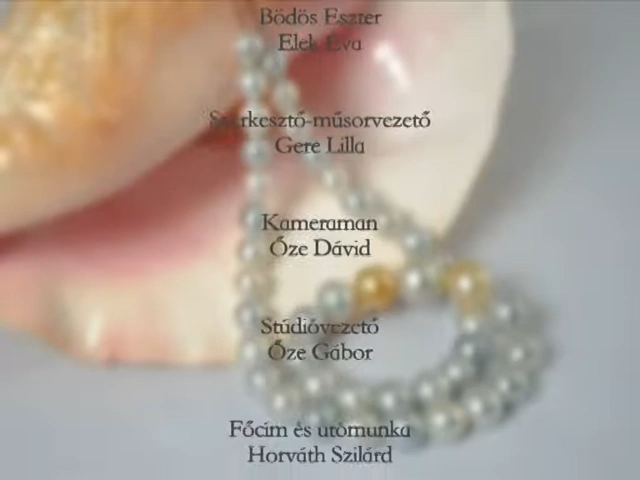 Bödös Eszter
Elek Éva
Szerkesztő-műsorvezető
Gere Lilla
Kameraman
Őze Dávid
Stúdióvezető
Őze Gábor
Főcím és utómunka
Horváth Szilárd